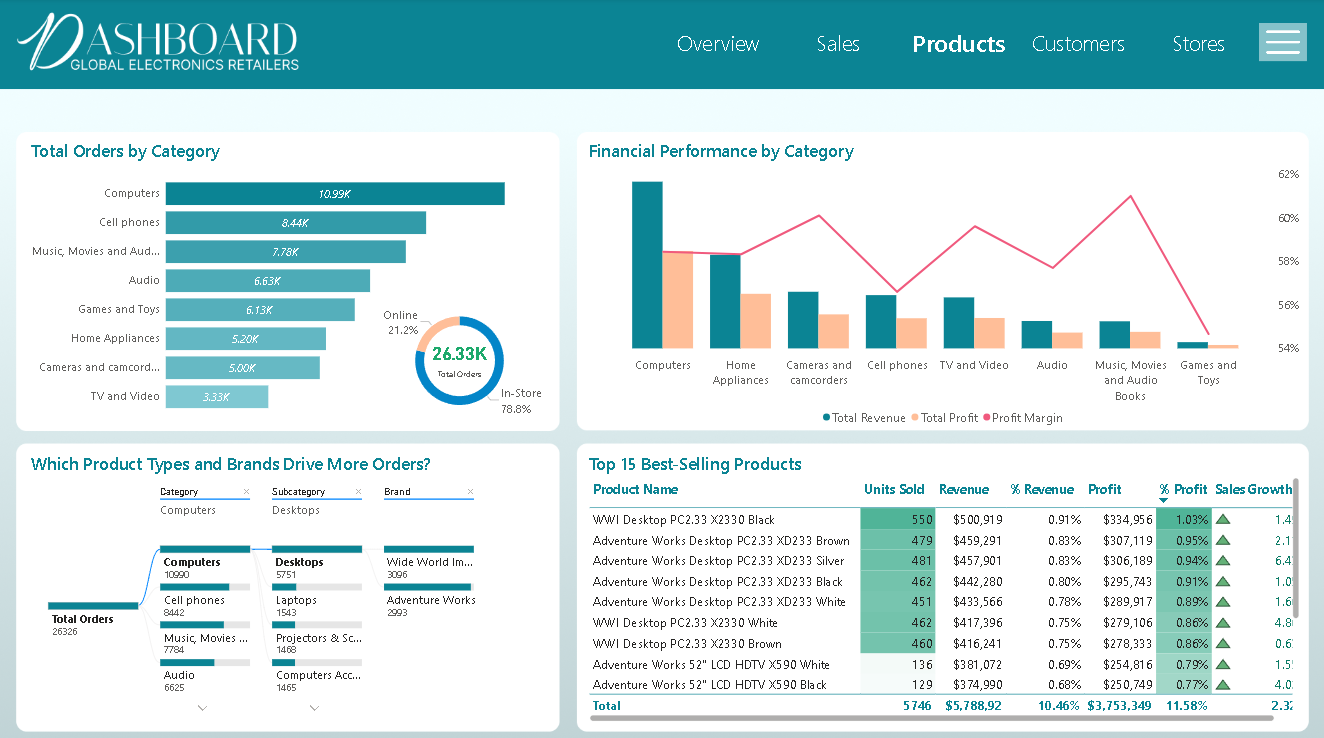 DASHBOARD
GLOBAL ELECTRONICS RETAILERS
Overview Sales Products Customers Stores
Total Orders by Category
Computers 10.99K
Cell phones 8.44K
Music, Movies and Aud... 7.78K
Audio 6.63K
Games and Toys 6.13K
Home Appliances 5.20K
Cameras and camcord... 5.00K
TV and Video 3.33K
Online
21.2%
26.33K
Total Orders
In-Store
78.8%
Financial Performance by Category
62%
60%
58%
56%
54%
Computers Home Appliances Cameras and camcorders Cell phones TV and Video Audio Music, Movies and Audio Books Games and Toys
Total Revenue Total Profit Profit Margin
Which Product Types and Brands Drive More Orders?
Category Subcategory Brand
Computers Desktops
Total Orders
26326
Computers
10990
Cell phones
8442
Music, Movies ...
7784
Audio
6625
Desktops
5751
Laptops
1543
Projectors & Sc...
1468
Computers Acc...
1465
Wide World Im...
3096
Adventure Works
2993
Top 15 Best-Selling Products
Product Name Units Sold Revenue % Revenue Profit % Profit Sales Growth
WWI Desktop PC2.33 X2330 Black 550 $500,919 0.91% $334,956 1.03% 1.4
Adventure Works Desktop PC2.33 XD233 Brown 479 $459,291 0.83% $307,119 0.95% 2.1
Adventure Works Desktop PC2.33 XD233 Silver 481 $457,901 0.83% $306,189 0.94% 6.4
Adventure Works Desktop PC2.33 XD233 Black 462 $442,280 0.80% $295,743 0.91% 1.0
Adventure Works Desktop PC2.33 XD233 White 451 $433,566 0.78% $289,917 0.89% 1.6
WWI Desktop PC2.33 X2330 White 462 $417,396 0.75% $279,106 0.86% 4.8
WWI Desktop PC2.33 X2330 Brown 460 $416,241 0.75% $278,333 0.86% 0.6
Adventure Works 52" LCD HDTV X590 White 136 $381,072 0.69% $254,816 0.79% 1.5
Adventure Works 52" LCD HDTV X590 Black 129 $374,990 0.68% $250,749 0.77% 4.0
Total 5746 $5,788,92 10.46% $3,753,349 11.58% 2.3